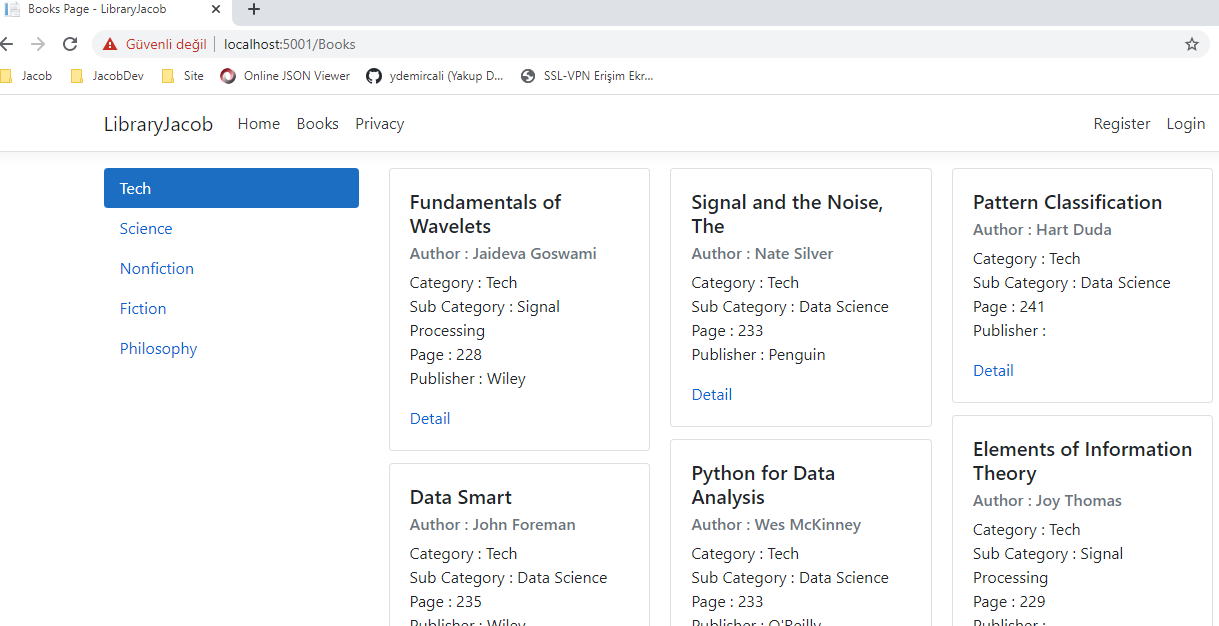 Books Page - LibraryJacob
Güvenli değil
localhost:5001/Books
Jacob
JacobDev
Site
Online JSON Viewer
ydemircali (Yakup D...
SSL-VPN Erişim Ekr...
LibraryJacob
Home
Books
Privacy
Register
Login
Tech
Science
Nonfiction
Fiction
Philosophy
Fundamentals of
Wavelets
Author : Jaideva Goswami
Category : Tech
Sub Category : Signal
Processing
Page : 228
Publisher : Wiley
Detail
Signal and the Noise,
The
Author : Nate Silver
Category : Tech
Sub Category : Data Science
Page : 233
Publisher : Penguin
Detail
Pattern Classification
Author : Hart Duda
Category : Tech
Sub Category : Data Science
Page : 241
Publisher :
Detail
Data Smart
Author : John Foreman
Category : Tech
Sub Category : Data Science
Page : 235
Publisher : Wiley
Python for Data
Analysis
Author : Wes McKinney
Category : Tech
Sub Category : Data Science
Page : 233
Publisher : O'Reilly
Elements of Information
Theory
Author : Joy Thomas
Category : Tech
Sub Category : Signal
Processing
Page : 229
Publisher :